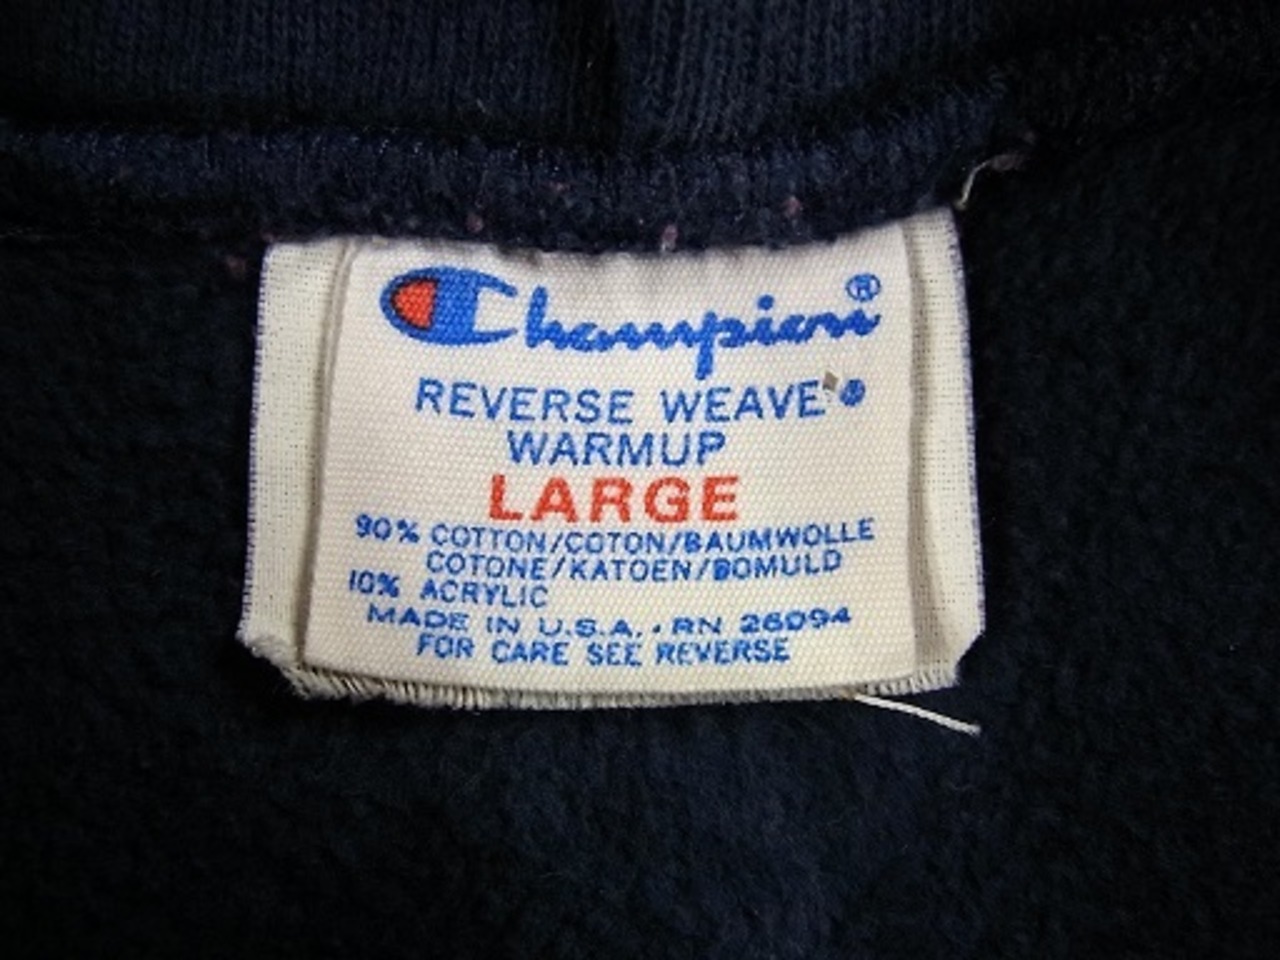 Champion®
REVERSE WEAVE®
WARMUP
LARGE
90% COTTON/COTON/BAUMWOLLE
COTONE/KATOEN/BOMULD
10% ACRYLIC
MADE IN U.S.A. · RN 26094
FOR CARE SEE REVERSE